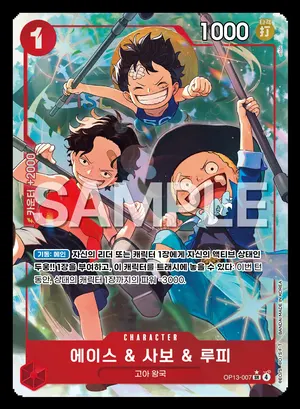 1
1000
타격
打
카운터 +2000
SAMPLE
기동: 메인 자신의 리더 또는 캐릭터 1장에게 자신의 액티브 상태인
두웅!! 1장을 부여하고, 이 캐릭터를 트래시에 놓을 수 있다: 이번 턴
동안, 상대의 캐릭터 1장까지의 파워 -3000.
CHARACTER
에이스 & 사보 & 루피
고아 왕국
OP13-007 4